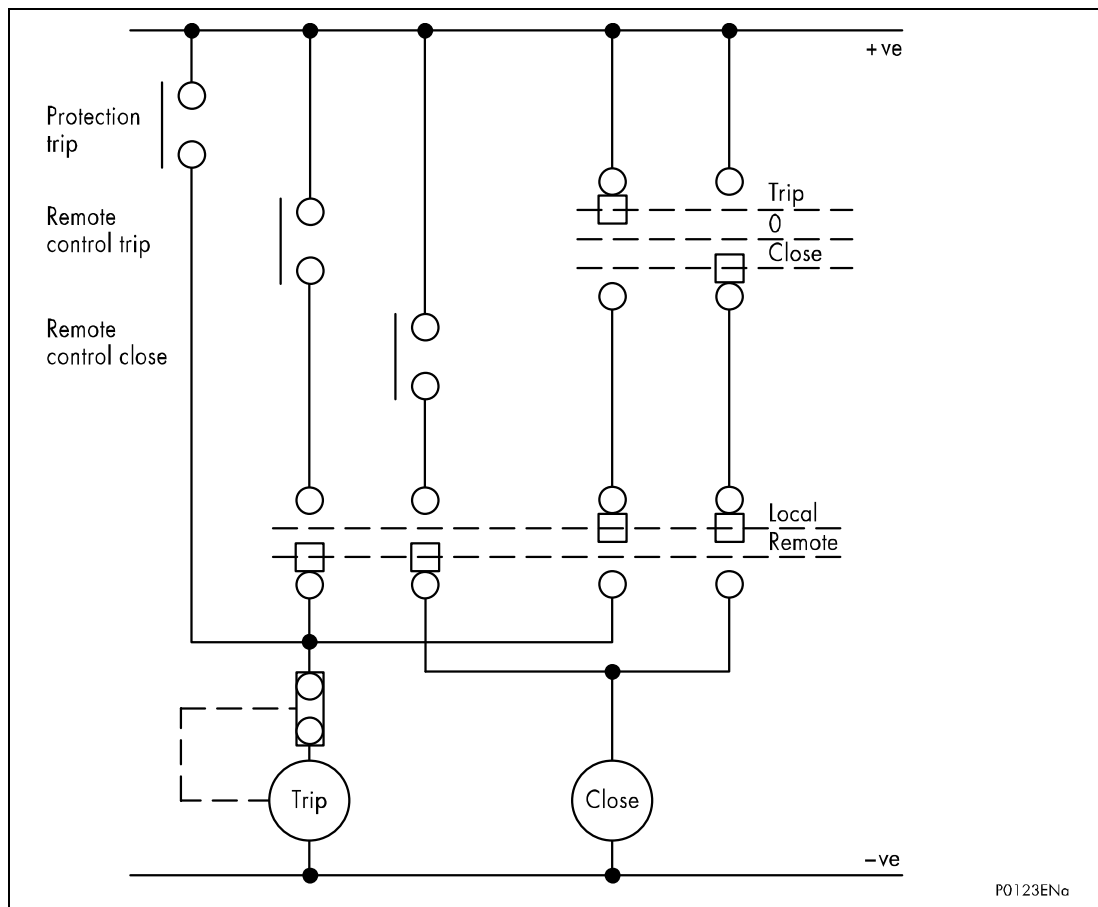 +ve
Protection
trip
Trip
0
Close
Remote
control trip
Remote
control close
Local
Remote
Trip
Close
–ve
P0123ENa